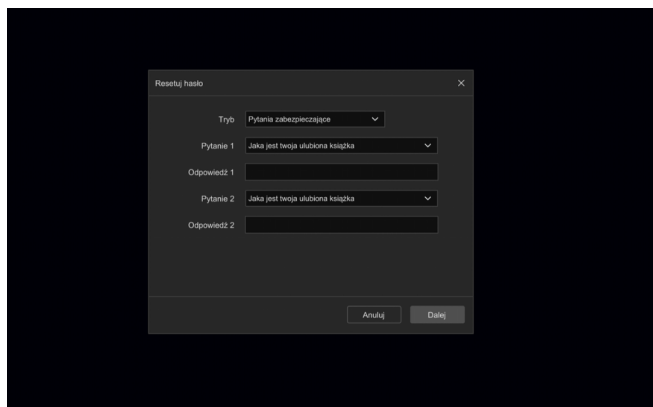 Resetuj hasło
Tryb Pytania zabezpieczające
Pytanie 1 Jaka jest twoja ulubiona książka
Odpowiedź 1
Pytanie 2 Jaka jest twoja ulubiona książka
Odpowiedź 2
Anuluj Dalej